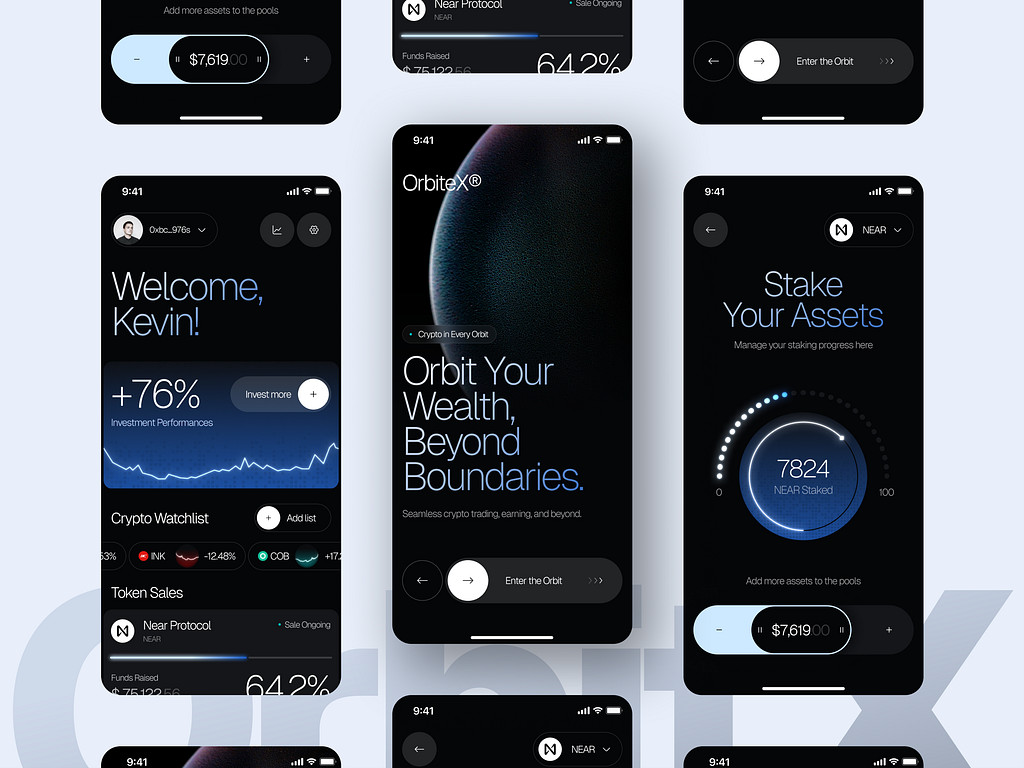 Add more assets to the pools
−
$7,619.00
+
9:41
0xbc...976s
Welcome,
Kevin!
+76%
Investment Performances
Invest more
+
Crypto Watchlist
+
Add list
53%
INK
-12.48%
COB
+17.2
Token Sales
Near Protocol
NEAR
Sale Ongoing
Funds Raised
$ 75,122.56
64.2%
9:41
Near Protocol
NEAR
Sale Ongoing
Funds Raised
$ 75,122.56
64.2%
9:41
OrbiteX®
Crypto in Every Orbit
Orbit Your
Wealth,
Beyond
Boundaries.
Seamless crypto trading, earning, and beyond.
Enter the Orbit
9:41
NEAR
Enter the Orbit
9:41
NEAR
Stake
Your Assets
Manage your staking progress here
7824
NEAR Staked
0
100
Add more assets to the pools
−
$7,619.00
+
9:41
OrbitX